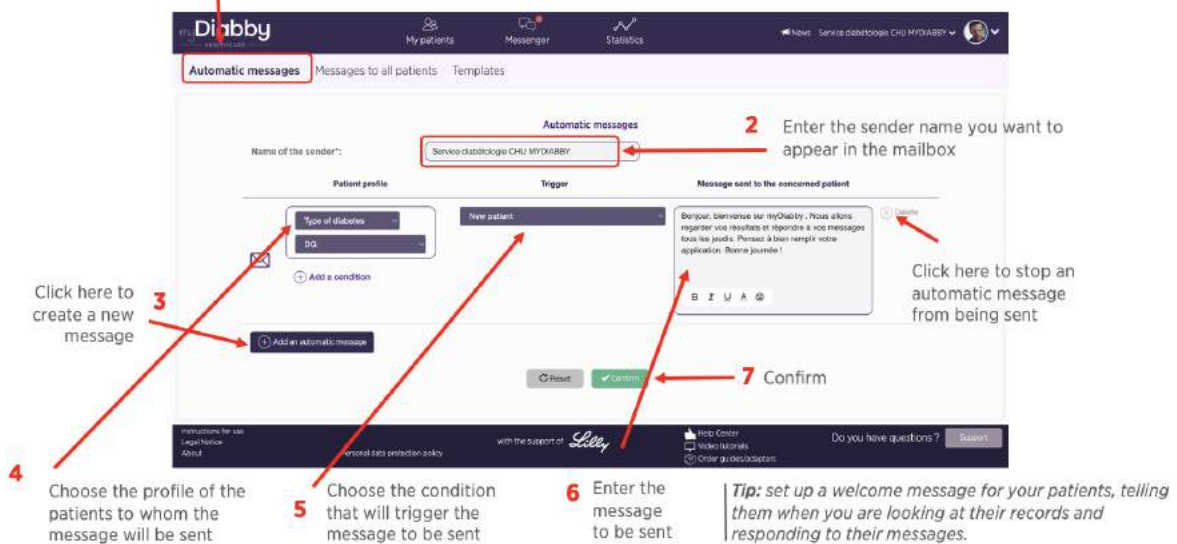 myDiabby
HEALTHCARE
My patients
Messenger
Statistics
News
Service diabétologie CHU MYDIABBY
Automatic messages
Messages to all patients
Templates
Automatic messages
Name of the sender*:
Service diabétologie CHU MYDIABBY
2 Enter the sender name you want to
appear in the mailbox
Patient profile
Trigger
Message sent to the concerned patient
Type of diabetes
DG
Add a condition
New patient
Bonjour, bienvenue sur myDiabby . Nous allons
regarder vos résultats et répondre à vos messages
tous les jeudis. Pensez à bien remplir votre
application. Bonne journée !
B I U A
Delete
Click here to stop an
automatic message
from being sent
Click here to
create a new
message
3
Add an automatic message
Reset
Confirm
7 Confirm
Instructions for use
Legal Notice
About
Personal data protection policy
with the support of Lilly
Help Center
Video tutorials
Order guides/adapters
Do you have questions ?
Support
4
Choose the profile of the
patients to whom the
message will be sent
5
Choose the condition
that will trigger the
message to be sent
6 Enter the
message
to be sent
Tip: set up a welcome message for your patients, telling
them when you are looking at their records and
responding to their messages.